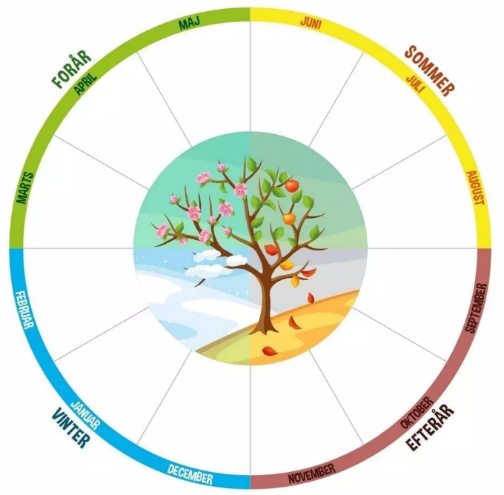 MAJ
JUNI
FORÅR
SOMMER
APRIL
JULI
MARTS
AUGUST
FEBRUAR
SEPTEMBER
JANUAR
OKTOBER
VINTER
EFTERÅR
DECEMBER
NOVEMBER